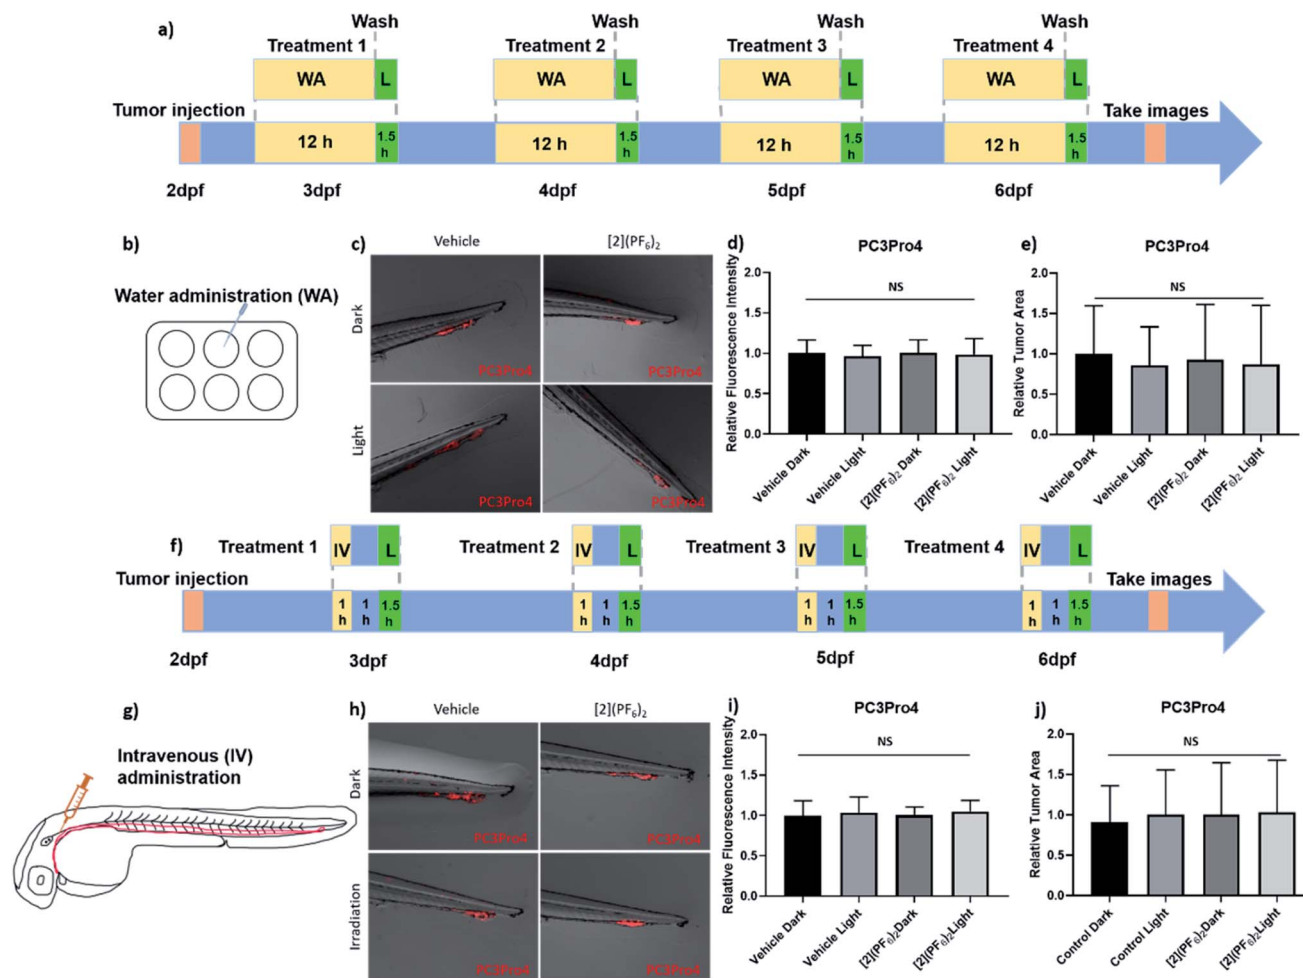 a)
Wash
Wash
Wash
Wash
Treatment 1
Treatment 2
Treatment 3
Treatment 4
WA
L
WA
L
WA
L
WA
L
Tumor injection
Take images
12 h
1.5 h
12 h
1.5 h
12 h
1.5 h
12 h
1.5 h
2dpf
3dpf
4dpf
5dpf
6dpf
b)
Water administration (WA)
c)
Vehicle
[2](PF₆)₂
Dark
PC3Pro4
PC3Pro4
Light
PC3Pro4
PC3Pro4
d)
PC3Pro4
Relative Fluorescence Intensity
2.0
1.5
1.0
0.5
0.0
NS
Vehicle Dark
Vehicle Light
[2](PF₆)₂ Dark
[2](PF₆)₂ Light
e)
PC3Pro4
Relative Tumor Area
2.0
1.5
1.0
0.5
0.0
NS
Vehicle Dark
Vehicle Light
[2](PF₆)₂ Dark
[2](PF₆)₂ Light
f)
Treatment 1
IV
L
Treatment 2
IV
L
Treatment 3
IV
L
Treatment 4
IV
L
Tumor injection
Take images
1 h
1 h
1.5 h
1 h
1 h
1.5 h
1 h
1 h
1.5 h
1 h
1 h
1.5 h
2dpf
3dpf
4dpf
5dpf
6dpf
g)
Intravenous (IV)
administration
h)
Vehicle
[2](PF₆)₂
Dark
PC3Pro4
PC3Pro4
Irradiation
PC3Pro4
PC3Pro4
i)
PC3Pro4
Relative Fluorescence Intensity
2.0
1.5
1.0
0.5
0.0
NS
Vehicle Dark
Vehicle Light
[2](PF₆)₂Dark
[2](PF₆)₂Light
j)
PC3Pro4
Relative Tumor Area
2.0
1.5
1.0
0.5
0.0
NS
Control Dark
Control Light
[2](PF₆)₂Dark
[2](PF₆)₂Light